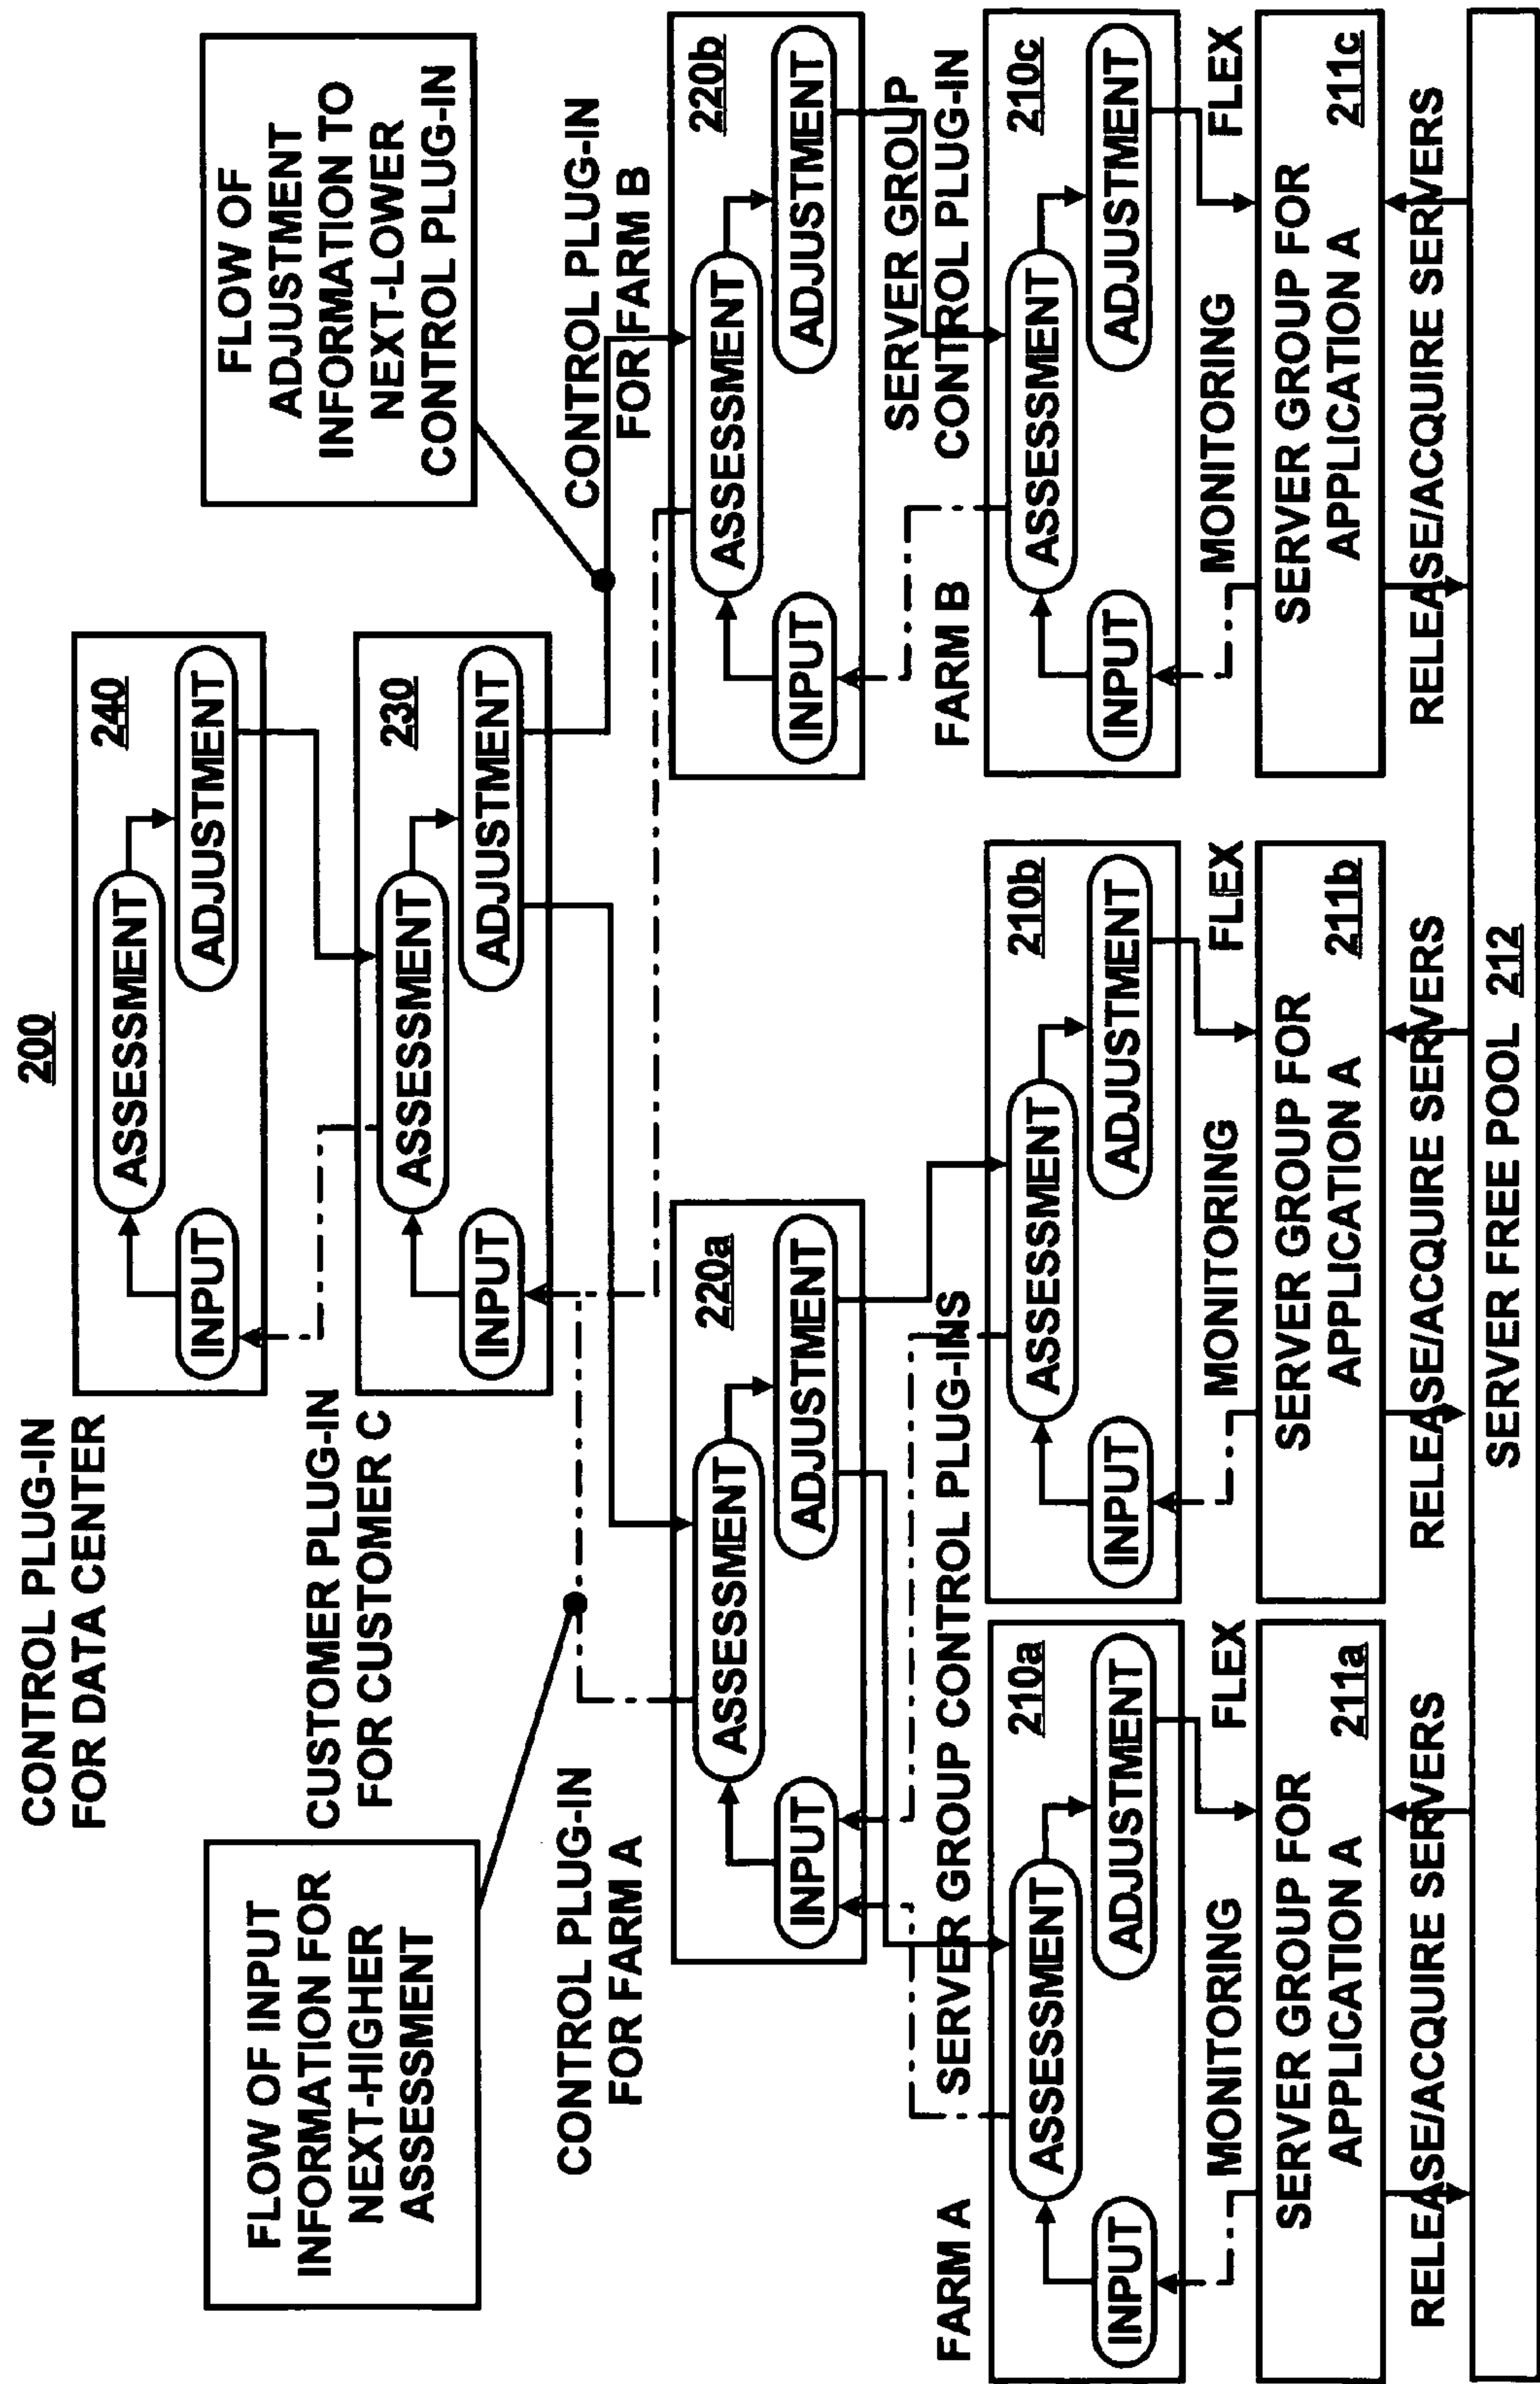 200
CONTROL PLUG-IN
FOR DATA CENTER
240
INPUT
ASSESSMENT
ADJUSTMENT
FLOW OF INPUT
INFORMATION FOR
NEXT-HIGHER
ASSESSMENT
CUSTOMER PLUG-IN
FOR CUSTOMER C
230
INPUT
ASSESSMENT
ADJUSTMENT
FLOW OF
ADJUSTMENT
INFORMATION TO
NEXT-LOWER
CONTROL PLUG-IN
CONTROL PLUG-IN
FOR FARM A
220a
INPUT
ASSESSMENT
ADJUSTMENT
CONTROL PLUG-IN
FOR FARM B
220b
INPUT
ASSESSMENT
ADJUSTMENT
FARM A
SERVER GROUP CONTROL PLUG-INS
FARM B
SERVER GROUP
CONTROL PLUG-IN
210a
INPUT
ASSESSMENT
ADJUSTMENT
210b
INPUT
ASSESSMENT
ADJUSTMENT
210c
INPUT
ASSESSMENT
ADJUSTMENT
MONITORING
FLEX
MONITORING
FLEX
MONITORING
FLEX
SERVER GROUP FOR
APPLICATION A
211a
SERVER GROUP FOR
APPLICATION A
211b
SERVER GROUP FOR
APPLICATION A
211c
RELEASE/ACQUIRE SERVERS
RELEASE/ACQUIRE SERVERS
RELEASE/ACQUIRE SERVERS
SERVER FREE POOL 212